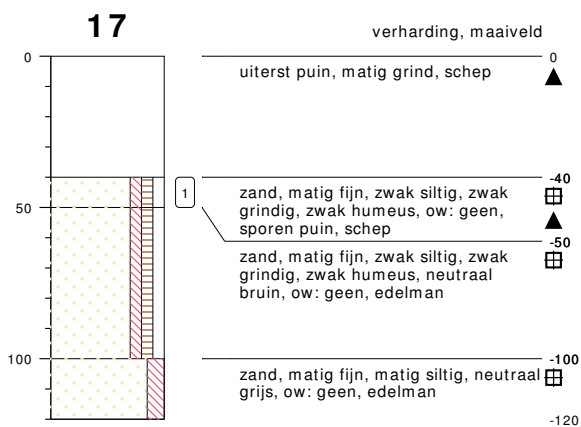 17
verharding, maaiveld
0
0
uiterst puin, matig grind, schep
-40
1
zand, matig fijn, zwak siltig, zwak
grindig, zwak humeus, ow: geen,
sporen puin, schep
50
-50
zand, matig fijn, zwak siltig, zwak
grindig, zwak humeus, neutraal
bruin, ow: geen, edelman
100
-100
zand, matig fijn, matig siltig, neutraal
grijs, ow: geen, edelman
-120